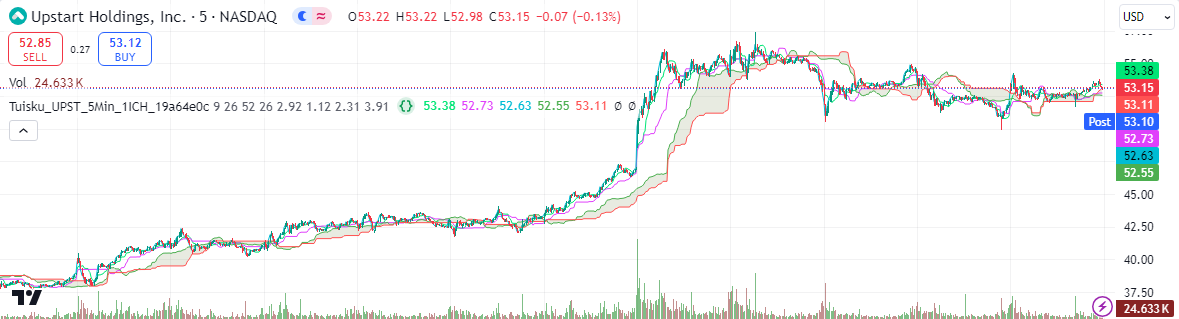 Upstart Holdings, Inc. · 5 · NASDAQ O53.22 H53.22 L52.98 C53.15 −0.07 (−0.13%)
USD
52.85
SELL
0.27
53.12
BUY
Vol 24.633 K
Tuisku_UPST_5Min_1ICH_19a64e0c 9 26 52 26 2.92 1.12 2.31 3.91 53.38 52.73 52.63 52.55 53.11 Ø Ø
53.38
53.15
53.11
Post 53.10
52.73
52.63
52.55
45.00
42.50
40.00
37.50
24.633 K